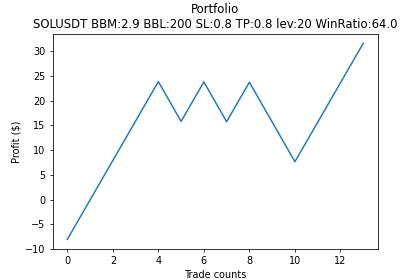 Portfolio
SOLUSDT BBM:2.9 BBL:200 SL:0.8 TP:0.8 lev:20 WinRatio:64.0
30
25
20
15
10
5
0
−5
−10
Profit ($)
0 2 4 6 8 10 12
Trade counts